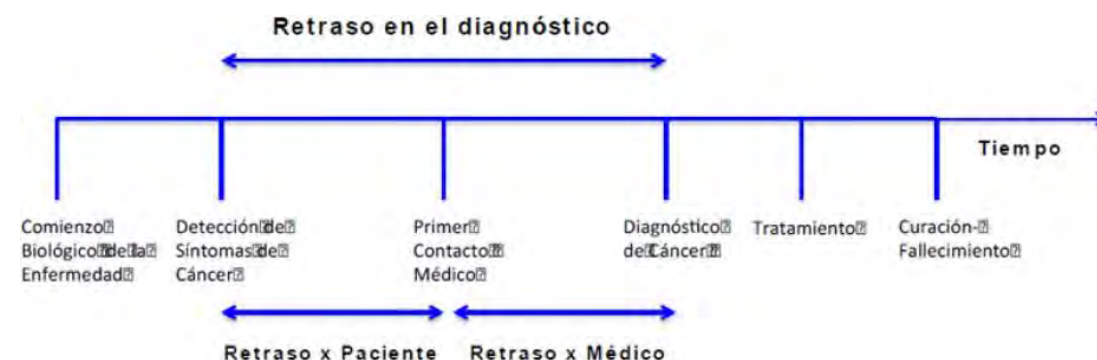 Retraso en el diagnóstico
Tiempo
Comienzo
Biológico de la
Enfermedad
Detección de
Síntomas de
Cáncer
Primer
Contacto
Médico
Diagnóstico
de Cáncer
Tratamiento
Curación-
Fallecimiento
Retraso x Paciente
Retraso x Médico